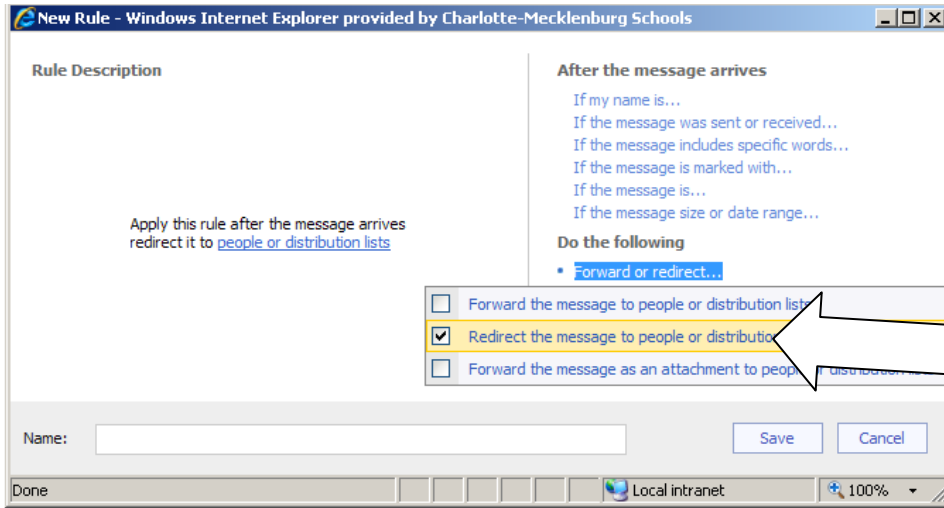 New Rule - Windows Internet Explorer provided by Charlotte-Mecklenburg Schools
Rule Description
Apply this rule after the message arrives
redirect it to people or distribution lists
After the message arrives
If my name is...
If the message was sent or received...
If the message includes specific words...
If the message is marked with...
If the message is...
If the message size or date range...
Do the following
Forward or redirect...
Forward the message to people or distribution lists
Redirect the message to people or distribution
Forward the message as an attachment to people
Name:
Save
Cancel
Done
Local intranet
100%